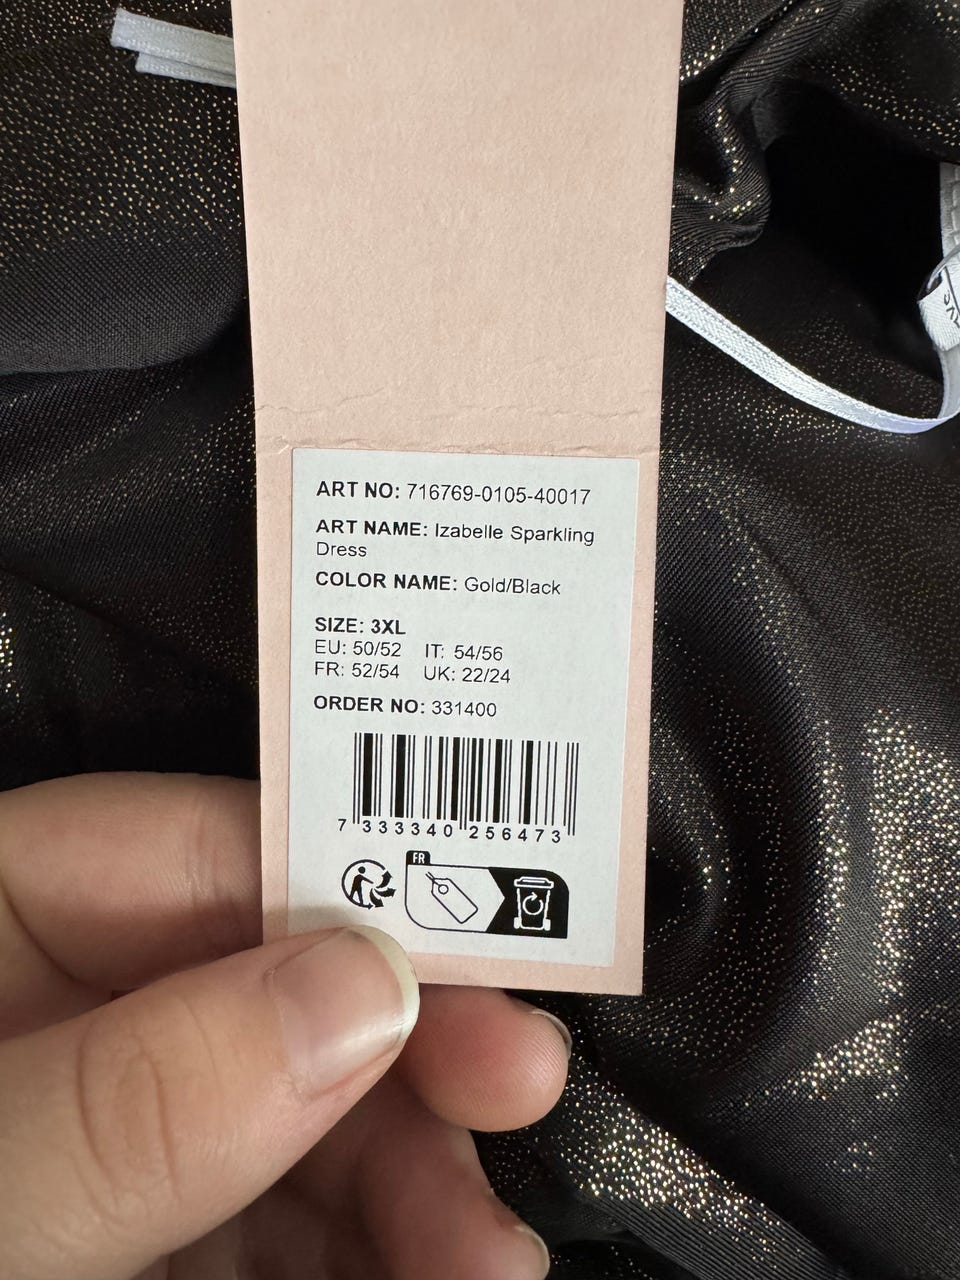 ART NO: 716769-0105-40017
ART NAME: Izabelle Sparkling
Dress
COLOR NAME: Gold/Black
SIZE: 3XL
EU: 50/52 IT: 54/56
FR: 52/54 UK: 22/24
ORDER NO: 331400
7 333340 256473
FR